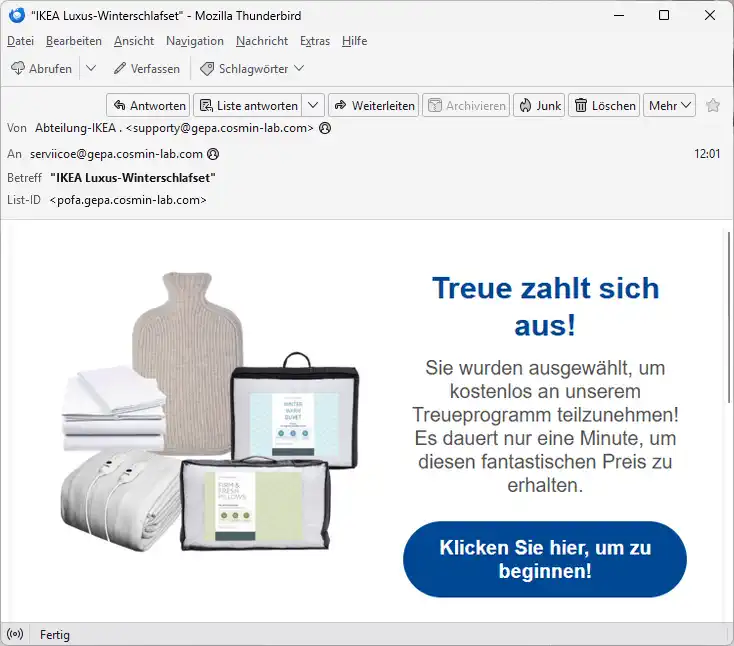 "IKEA Luxus-Winterschlafset" - Mozilla Thunderbird
Datei Bearbeiten Ansicht Navigation Nachricht Extras Hilfe
Abrufen Verfassen Schlagwörter
Antworten Liste antworten Weiterleiten Archivieren Junk Löschen Mehr
Von Abteilung-IKEA . <supporty@gepa.cosmin-lab.com>
An serviicoe@gepa.cosmin-lab.com 12:01
Betreff "IKEA Luxus-Winterschlafset"
List-ID <pofa.gepa.cosmin-lab.com>
Treue zahlt sich
aus!
Sie wurden ausgewählt, um
kostenlos an unserem
Treueprogramm teilzunehmen!
Es dauert nur eine Minute, um
diesen fantastischen Preis zu
erhalten.
Klicken Sie hier, um zu
beginnen!
WINTER
WARM
DUVET
FIRM &
FRESH
PILLOWS
Fertig